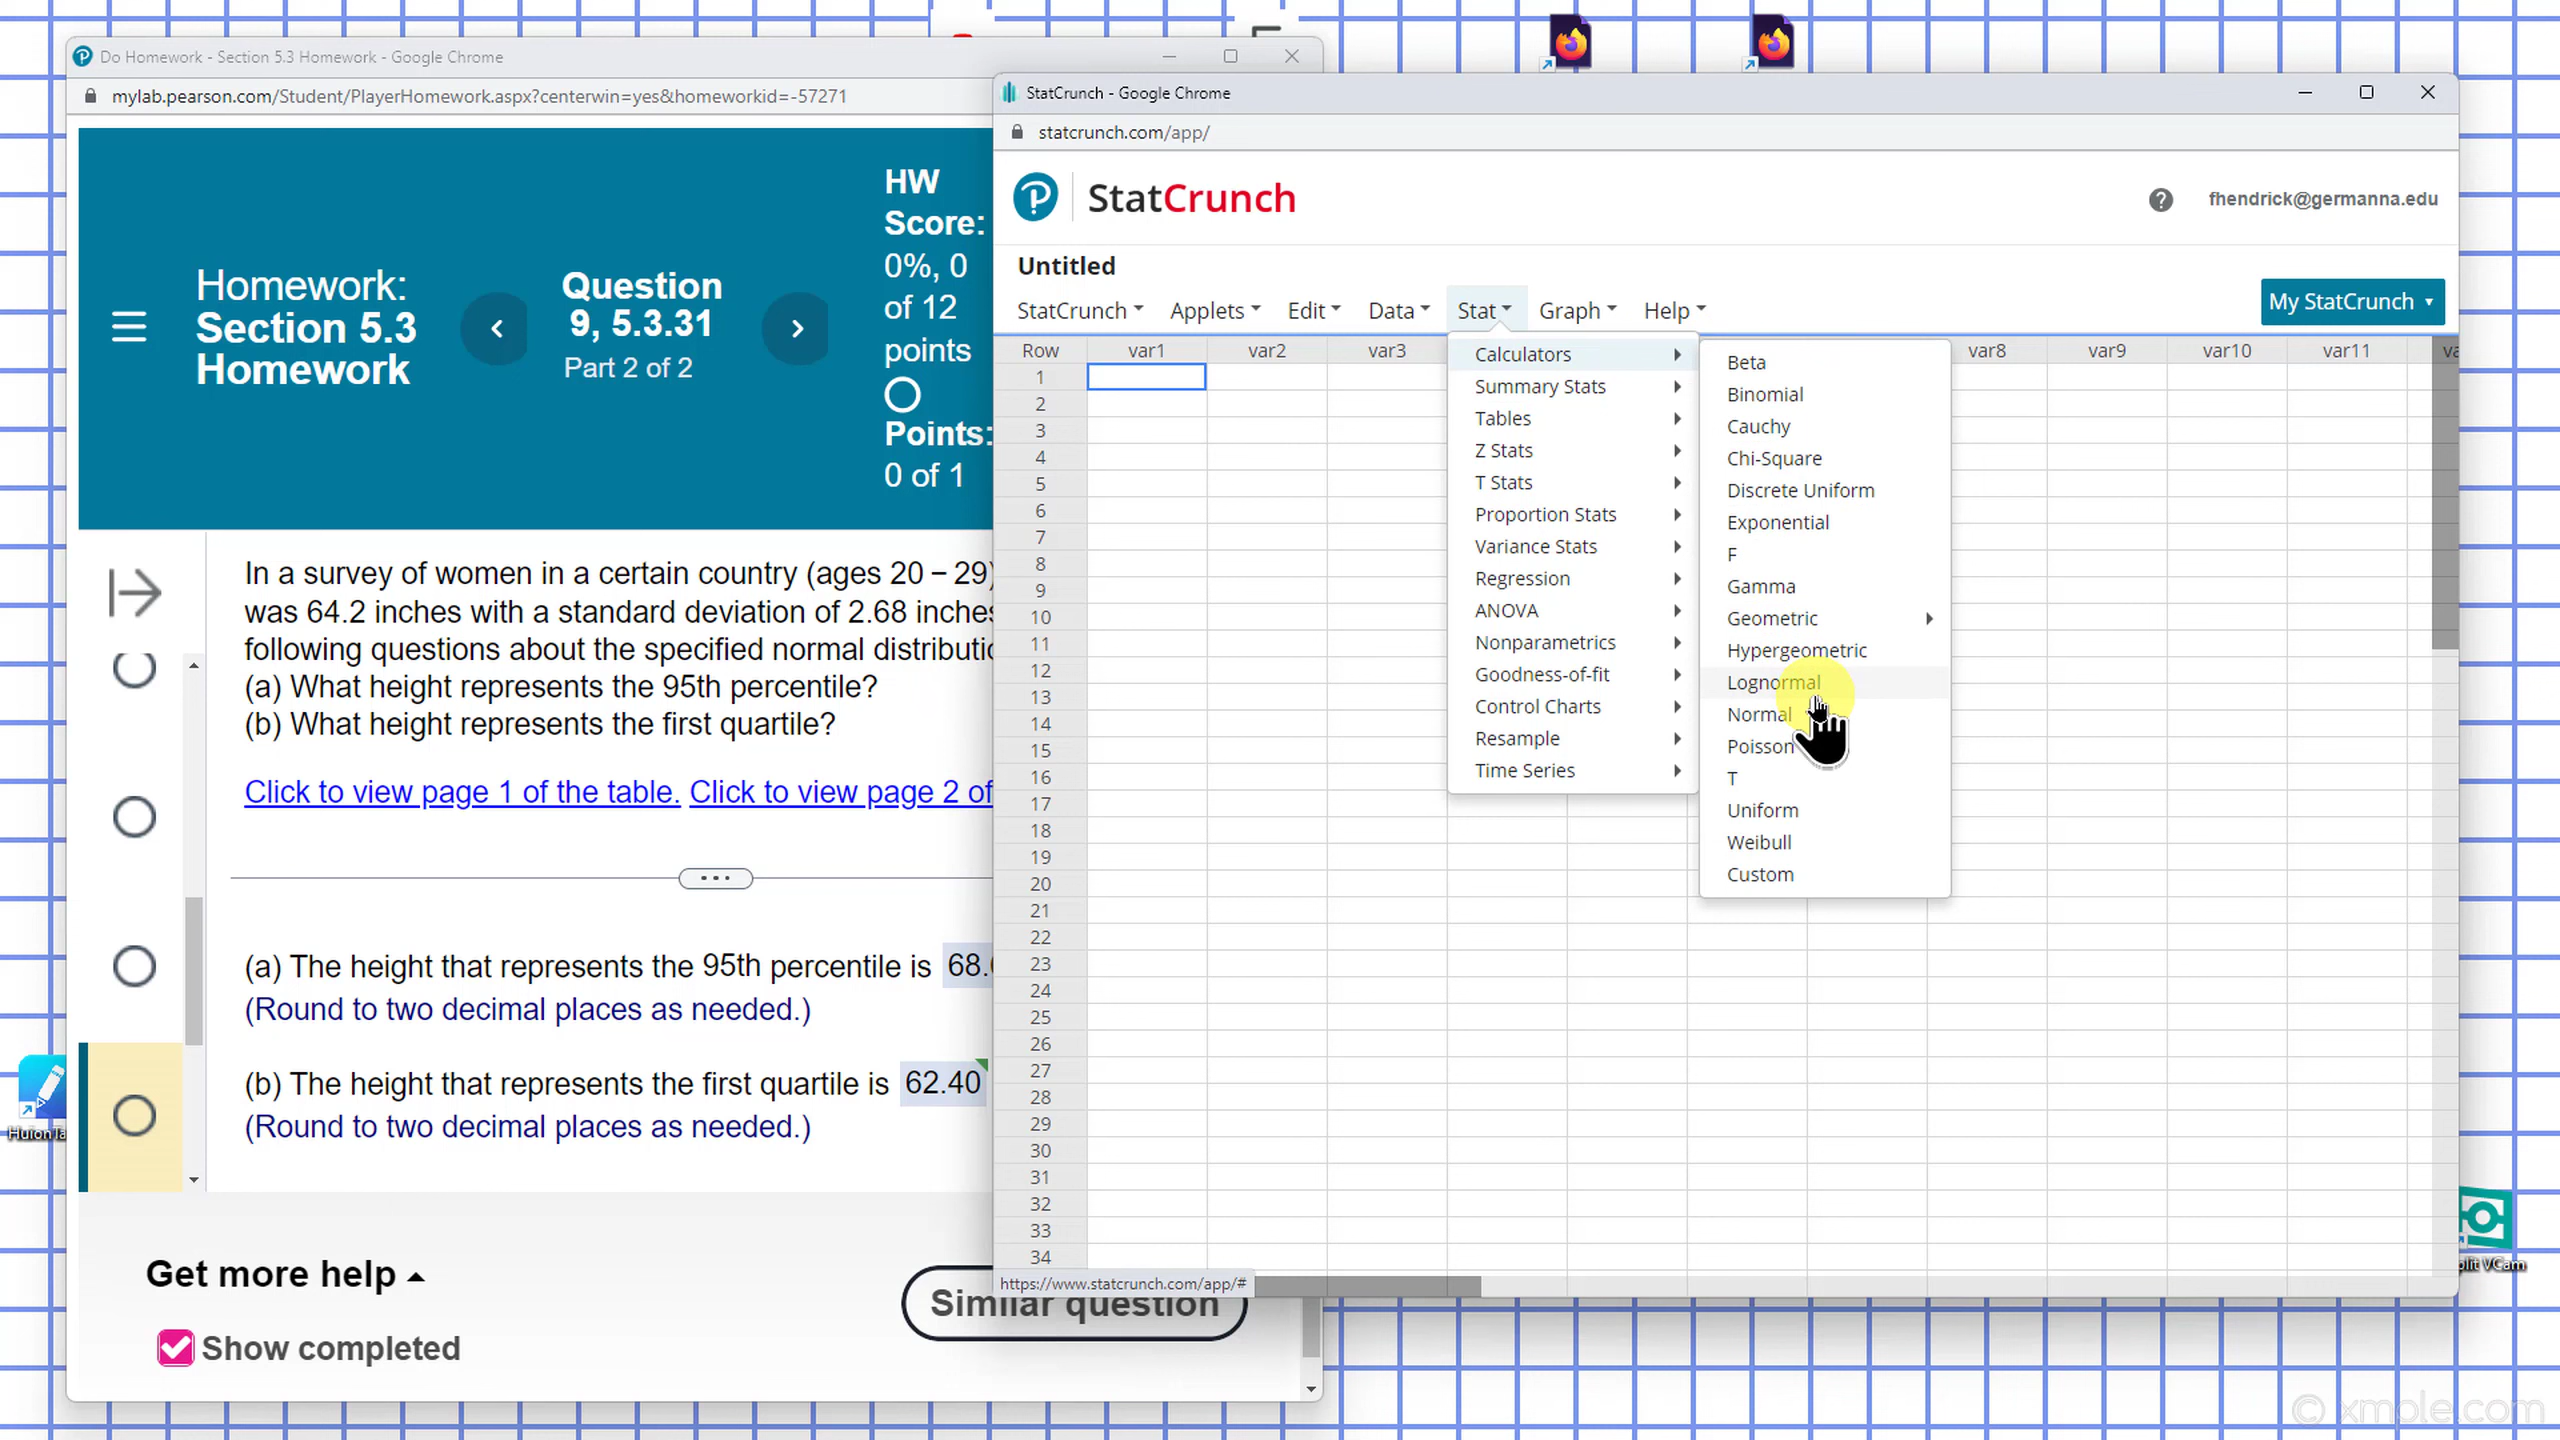 Do Homework - Section 5.3 Homework - Google Chrome
mylab.pearson.com/Student/PlayerHomework.aspx?centerwin=yes&homeworkid=-57271
Homework:
Section 5.3
Homework
Question
9, 5.3.31
Part 2 of 2
HW
Score:
0%, 0
of 12
points
Points:
0 of 1
In a survey of women in a certain country (ages 20 – 29)
was 64.2 inches with a standard deviation of 2.68 inches
following questions about the specified normal distributio
(a) What height represents the 95th percentile?
(b) What height represents the first quartile?
Click to view page 1 of the table. Click to view page 2 of
(a) The height that represents the 95th percentile is 68.
(Round to two decimal places as needed.)
(b) The height that represents the first quartile is 62.40
(Round to two decimal places as needed.)
Get more help
Show completed
Similar question
StatCrunch - Google Chrome
statcrunch.com/app/
StatCrunch
fhendrick@germanna.edu
Untitled
StatCrunch Applets Edit Data Stat Graph Help
My StatCrunch
Row var1 var2 var3 var8 var9 var10 var11 va
1
2
3
4
5
6
7
8
9
10
11
12
13
14
15
16
17
18
19
20
21
22
23
24
25
26
27
28
29
30
31
32
33
34
Calculators
Summary Stats
Tables
Z Stats
T Stats
Proportion Stats
Variance Stats
Regression
ANOVA
Nonparametrics
Goodness-of-fit
Control Charts
Resample
Time Series
Beta
Binomial
Cauchy
Chi-Square
Discrete Uniform
Exponential
F
Gamma
Geometric
Hypergeometric
Lognormal
Normal
Poisson
T
Uniform
Weibull
Custom
https://www.statcrunch.com/app/#
plit VCam
© xmple.com